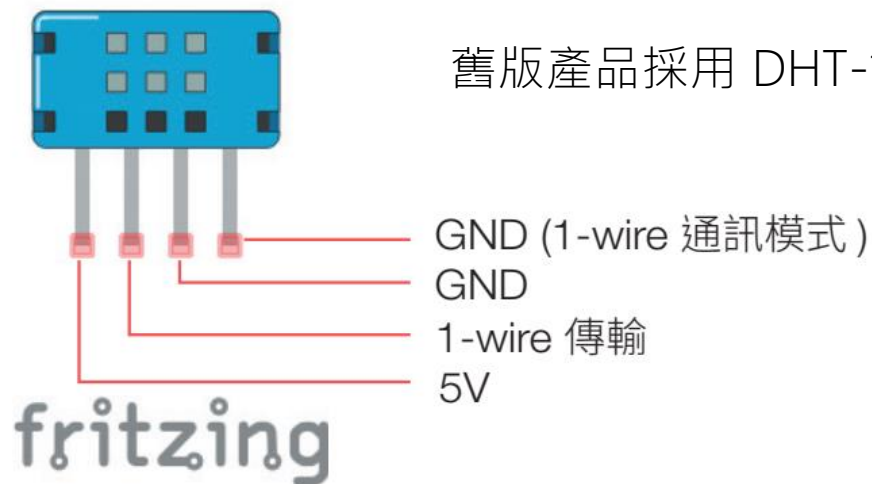 舊版產品採用 DHT-
GND (1-wire 通訊模式)
GND
1-wire 傳輸
5V
fritzing